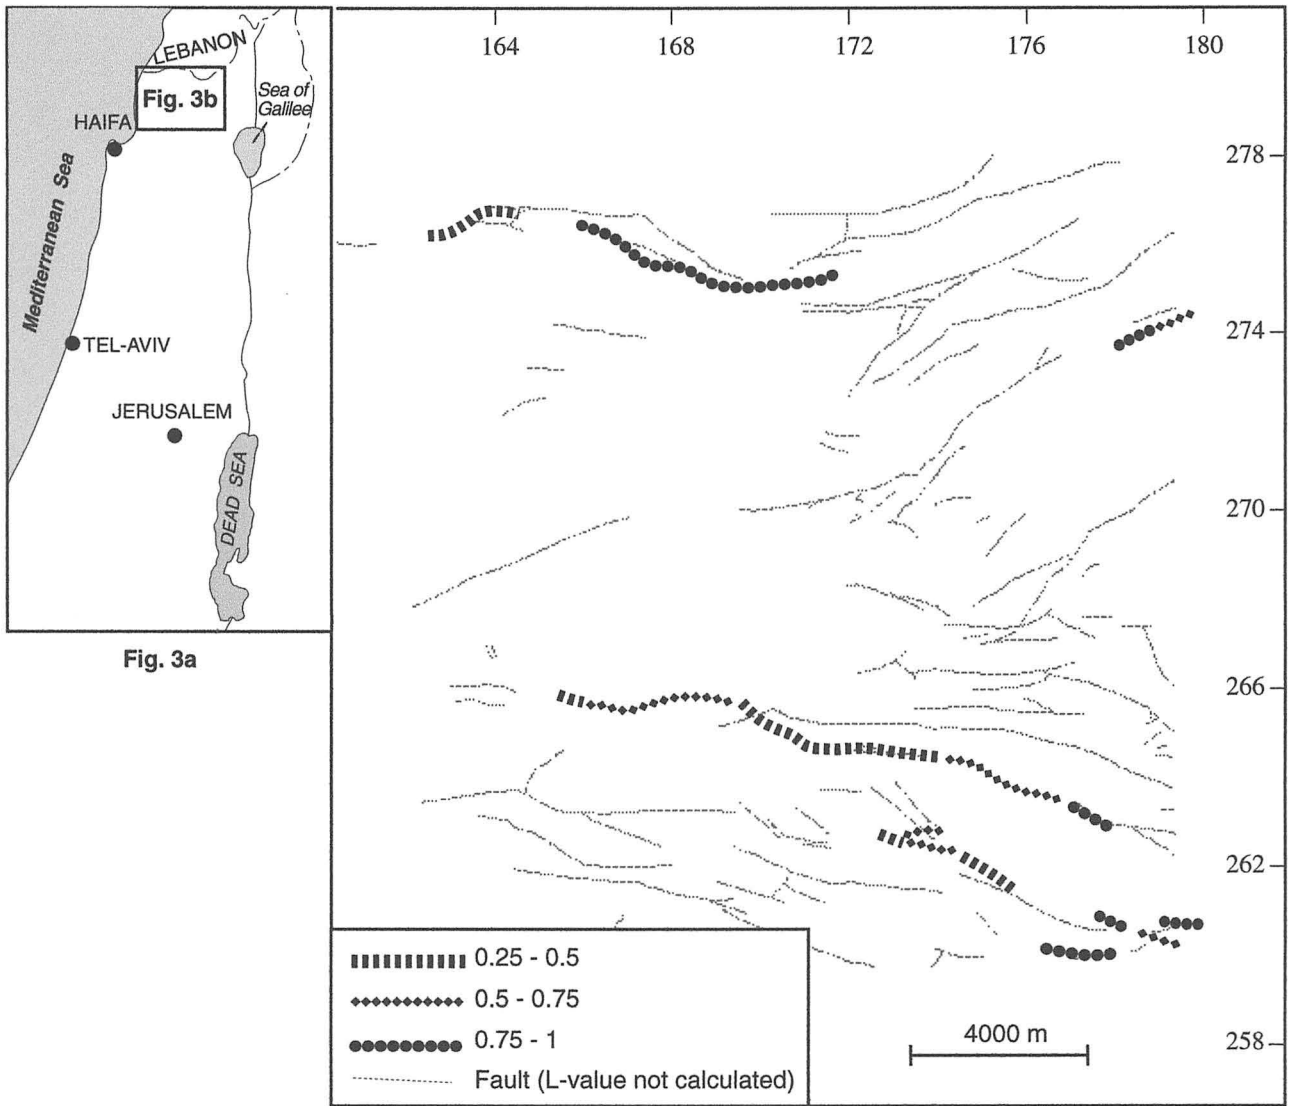 LEBANON
Fig. 3b
Sea of
Galilee
HAIFA
Mediterranean Sea
TEL-AVIV
JERUSALEM
DEAD SEA
Fig. 3a
164 168 172 176 180
278
274
270
266
262
258
0.25 - 0.5
0.5 - 0.75
0.75 - 1
Fault (L-value not calculated)
4000 m